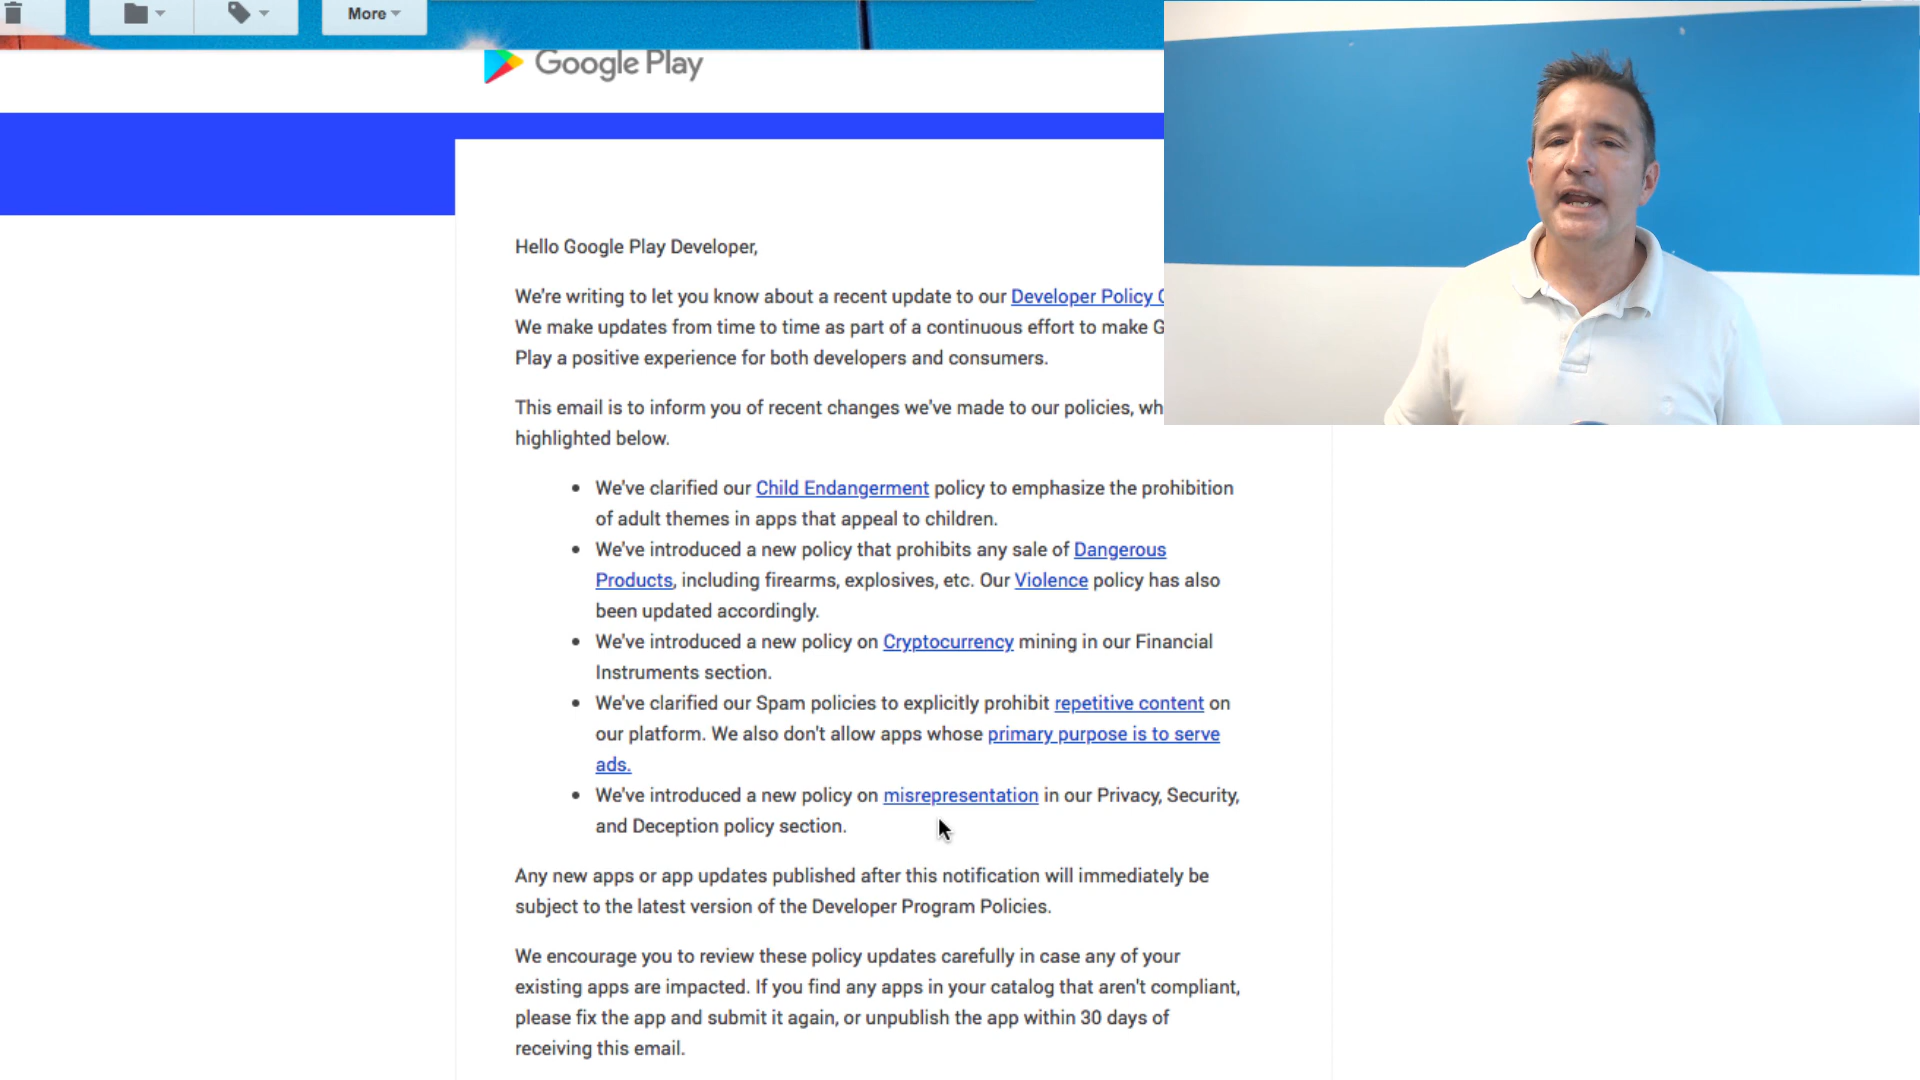 More
Google Play
Hello Google Play Developer,
We're writing to let you know about a recent update to our Developer Policy
We make updates from time to time as part of a continuous effort to make
Play a positive experience for both developers and consumers.
This email is to inform you of recent changes we've made to our policies,
highlighted below.
• We've clarified our Child Endangerment policy to emphasize the prohibition
of adult themes in apps that appeal to children.
• We've introduced a new policy that prohibits any sale of Dangerous
Products, including firearms, explosives, etc. Our Violence policy has also
been updated accordingly.
• We've introduced a new policy on Cryptocurrency mining in our Financial
Instruments section.
• We've clarified our Spam policies to explicitly prohibit repetitive content on
our platform. We also don't allow apps whose primary purpose is to serve
ads.
• We've introduced a new policy on misrepresentation in our Privacy, Security,
and Deception policy section.
Any new apps or app updates published after this notification will immediately be
subject to the latest version of the Developer Program Policies.
We encourage you to review these policy updates carefully in case any of your
existing apps are impacted. If you find any apps in your catalog that aren't compliant,
please fix the app and submit it again, or unpublish the app within 30 days of
receiving this email.